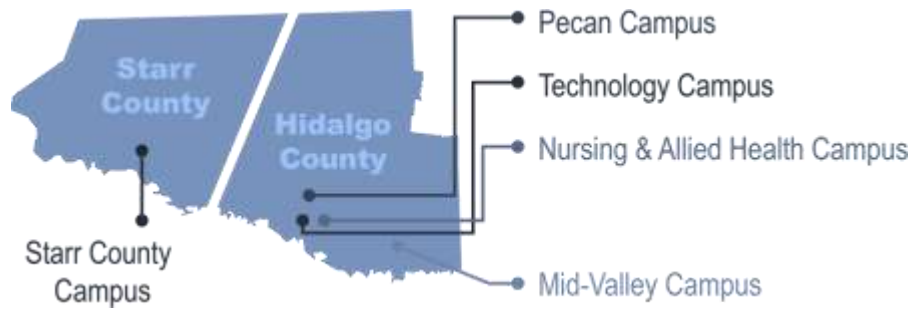 Starr
County
Hidalgo
County
Pecan Campus
Technology Campus
Nursing & Allied Health Campus
Mid-Valley Campus
Starr County
Campus